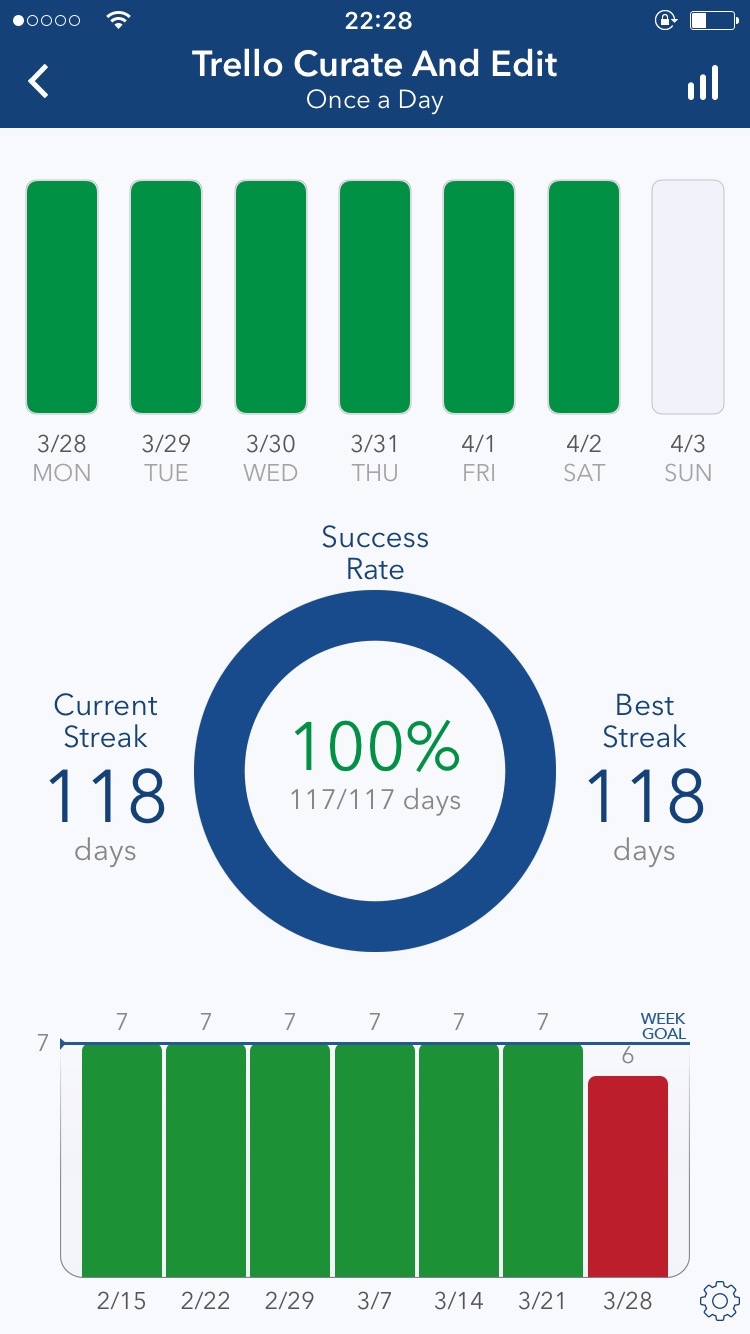 22:28
Trello Curate And Edit
Once a Day
3/28 3/29 3/30 3/31 4/1 4/2 4/3
MON TUE WED THU FRI SAT SUN
Success
Rate
Current
Streak
118
days
100%
117/117 days
Best
Streak
118
days
WEEK
GOAL
7 7 7 7 7 7 6
7
2/15 2/22 2/29 3/7 3/14 3/21 3/28